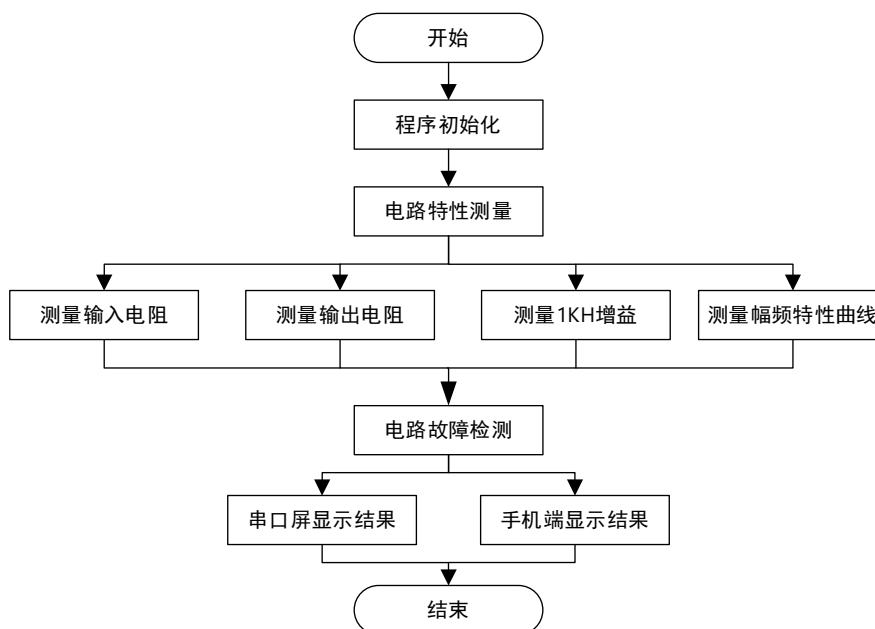 开始
程序初始化
电路特性测量
测量输入电阻
测量输出电阻
测量1KH增益
测量幅频特性曲线
电路故障检测
串口屏显示结果
手机端显示结果
结束